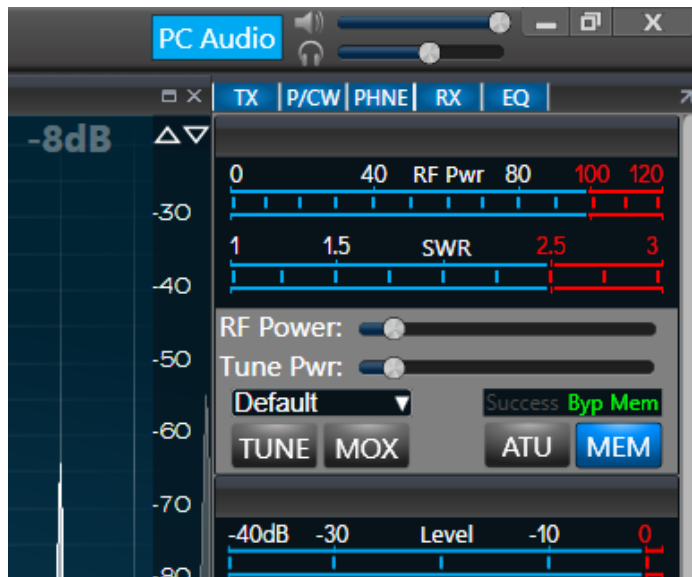 PC Audio
X
TX P/CW PHNE RX EQ
-8dB
0 40 RF Pwr 80 100 120
-30
1 1.5 SWR 2.5 3
-40
RF Power:
-50
Tune Pwr:
Default Success Byp Mem
-60
TUNE MOX ATU MEM
-70
-40dB -30 Level -10 0
-80